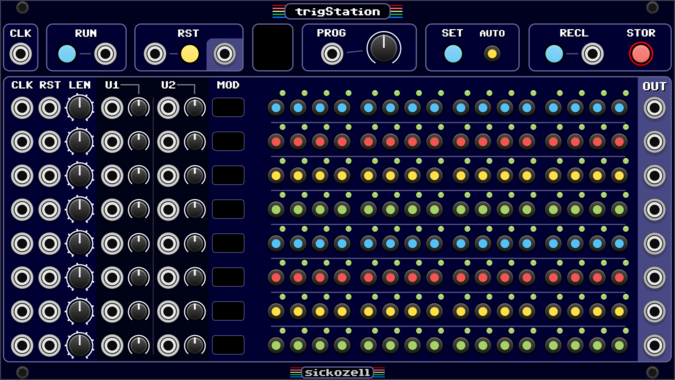 trigStation
CLK RUN RST PROG SET AUTO RECL STOR
CLK RST LEN U1 U2 MOD OUT
sickozell